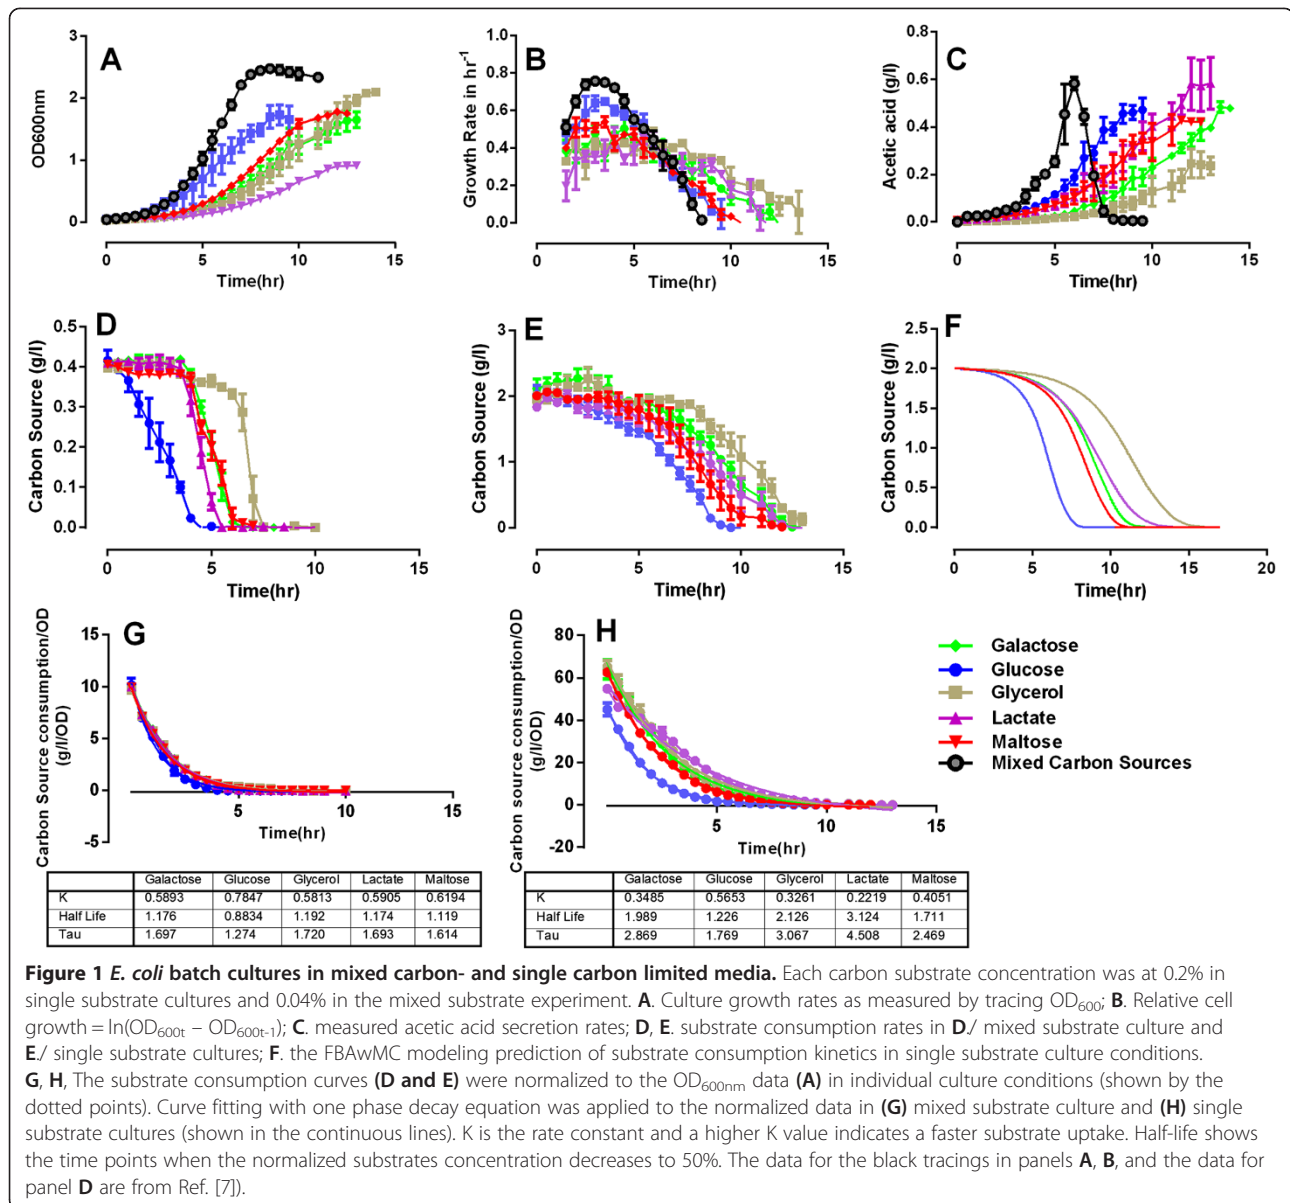 A
OD600nm
3
2
1
0
0
5
10
15
Time(hr)
B
Growth Rate in hr-1
1.0
0.8
0.6
0.4
0.2
0.0
0
5
10
15
Time(hr)
C
Acetic acid (g/l)
0.8
0.6
0.4
0.2
0.0
0
5
10
15
Time(hr)
D
Carbon Source (g/l)
0.5
0.4
0.3
0.2
0.1
0.0
0
5
10
15
Time(hr)
E
Carbon Source (g/l)
3
2
1
0
0
5
10
15
Time(hr)
F
Carbon Source (g/l)
2.5
2.0
1.5
1.0
0.5
0.0
0
5
10
15
20
Time(hr)
G
Carbon Source consumption/OD
(g/l/OD)
15
10
5
0
-5
5
10
15
Time(hr)
H
Carbon source consumption/OD
(g/l/OD)
80
60
40
20
0
-20
5
10
15
Time(hr)
Galactose
Glucose
Glycerol
Lactate
Maltose
Mixed Carbon Sources
Galactose Glucose Glycerol Lactate Maltose
K 0.5893 0.7847 0.5813 0.5905 0.6194
Half Life 1.176 0.8834 1.192 1.174 1.119
Tau 1.697 1.274 1.720 1.693 1.614
Galactose Glucose Glycerol Lactate Maltose
K 0.3485 0.5653 0.3261 0.2219 0.4051
Half Life 1.989 1.226 2.126 3.124 1.711
Tau 2.869 1.769 3.067 4.508 2.469
Figure 1 E. coli batch cultures in mixed carbon- and single carbon limited media. Each carbon substrate concentration was at 0.2% in
single substrate cultures and 0.04% in the mixed substrate experiment. A. Culture growth rates as measured by tracing OD600; B. Relative cell
growth = ln(OD600t – OD600t-1); C. measured acetic acid secretion rates; D, E. substrate consumption rates in D./ mixed substrate culture and
E./ single substrate cultures; F. the FBAwMC modeling prediction of substrate consumption kinetics in single substrate culture conditions.
G, H, The substrate consumption curves (D and E) were normalized to the OD600nm data (A) in individual culture conditions (shown by the
dotted points). Curve fitting with one phase decay equation was applied to the normalized data in (G) mixed substrate culture and (H) single
substrate cultures (shown in the continuous lines). K is the rate constant and a higher K value indicates a faster substrate uptake. Half-life shows
the time points when the normalized substrates concentration decreases to 50%. The data for the black tracings in panels A, B, and the data for
panel D are from Ref. [7]).